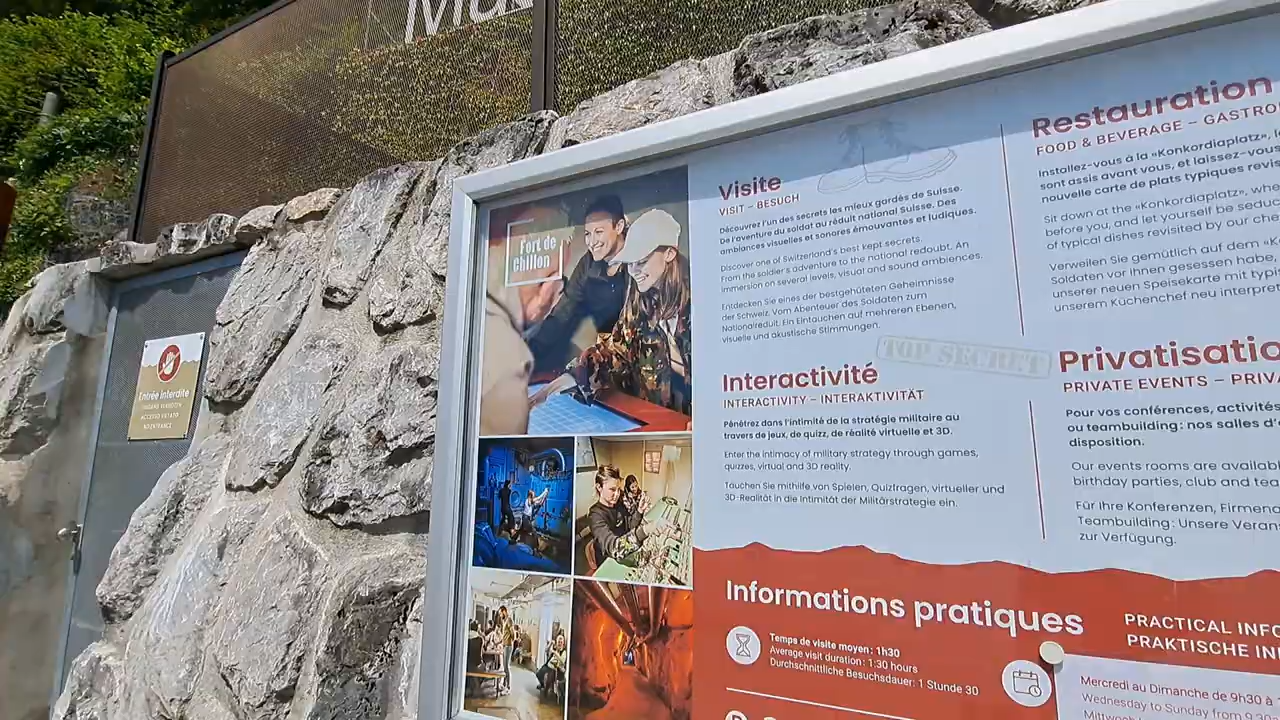 Fort de
Chillon
Entrée interdite
Visite
VISIT – BESUCH
Découvrez l'un des secrets les mieux gardés de Suisse.
De l'aventure du soldat au réduit national Suisse. Des
ambiances visuelles et sonores émouvantes et ludiques.
Discover one of Switzerland's best kept secrets.
From the soldier's adventure to the national redoubt. An
immersion on several levels, visual and sound ambiences.
Entdecken Sie eines der bestgehüteten Geheimnisse
der Schweiz. Vom Abenteuer des Soldaten zum
Nationalreduit. Ein Eintauchen auf mehreren Ebenen,
visuelle und akustische Stimmungen.
TOP SECRET
Interactivité
INTERACTIVITY – INTERAKTIVITÄT
Pénétrez dans l'intimité de la stratégie militaire au
travers de jeux, de quizz, de réalité virtuelle et 3D.
Enter the intimacy of military strategy through games,
quizzes, virtual and 3D reality.
Tauchen Sie mithilfe von Spielen, Quizfragen, virtueller und
3D-Realität in die Intimität der Militärstrategie ein.
Restauration
FOOD & BEVERAGE – GASTRO
Installez-vous à la «Konkordiaplatz»,
sont assis avant vous, et laissez-vous
nouvelle carte de plats typiques revis
Sit down at the «Konkordiaplatz», whe
before you, and let yourself be seduc
of typical dishes revisited by our che
Verweilen Sie gemütlich auf dem «K
Soldaten vor ihnen gesessen habe,
unserer neuen Speisekarte mit typi
unserem Küchenchef neu interpret
Privatisatio
PRIVATE EVENTS – PRIVA
Pour vos conférences, activités
ou teambuilding: nos salles d'
disposition.
Our events rooms are availab
birthday parties, club and tea
Für Ihre Konferenzen, Firmena
Teambuilding: Unsere Veran
zur Verfügung.
Informations pratiques
PRACTICAL INFO
PRAKTISCHE IN
Temps de visite moyen: 1h30
Average visit duration: 1:30 hours
Durchschnittliche Besuchsdauer: 1 Stunde 30
Mercredi au Dimanche de 9h30 à
Wednesday to Sunday from 9.30